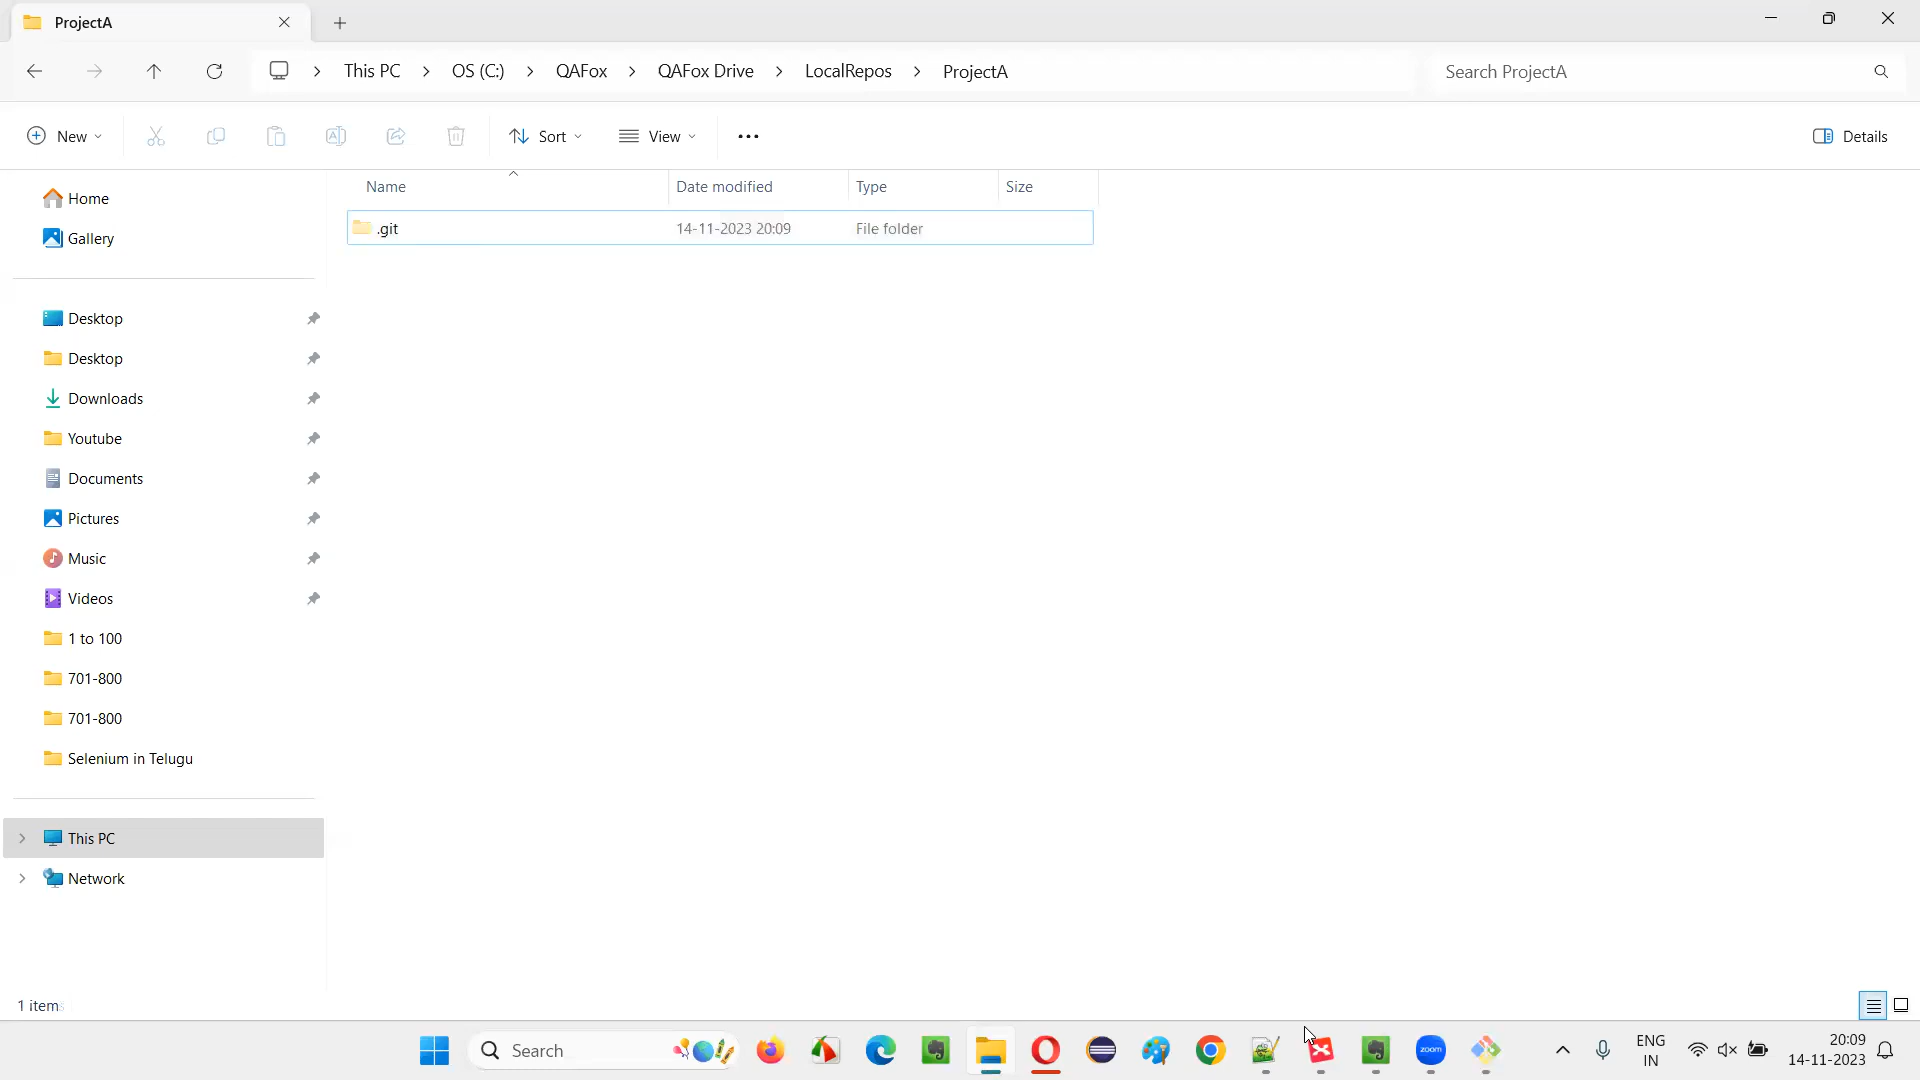 ProjectA
This PC > OS (C:) > QAFox > QAFox Drive > LocalRepos > ProjectA
Search ProjectA
New
Sort
View
Details
Name Date modified Type Size
.git 14-11-2023 20:09 File folder
Home
Gallery
Desktop
Desktop
Downloads
Youtube
Documents
Pictures
Music
Videos
1 to 100
701-800
701-800
Selenium in Telugu
This PC
Network
1 items
Search
zoom
ENG
IN
20:09
14-11-2023